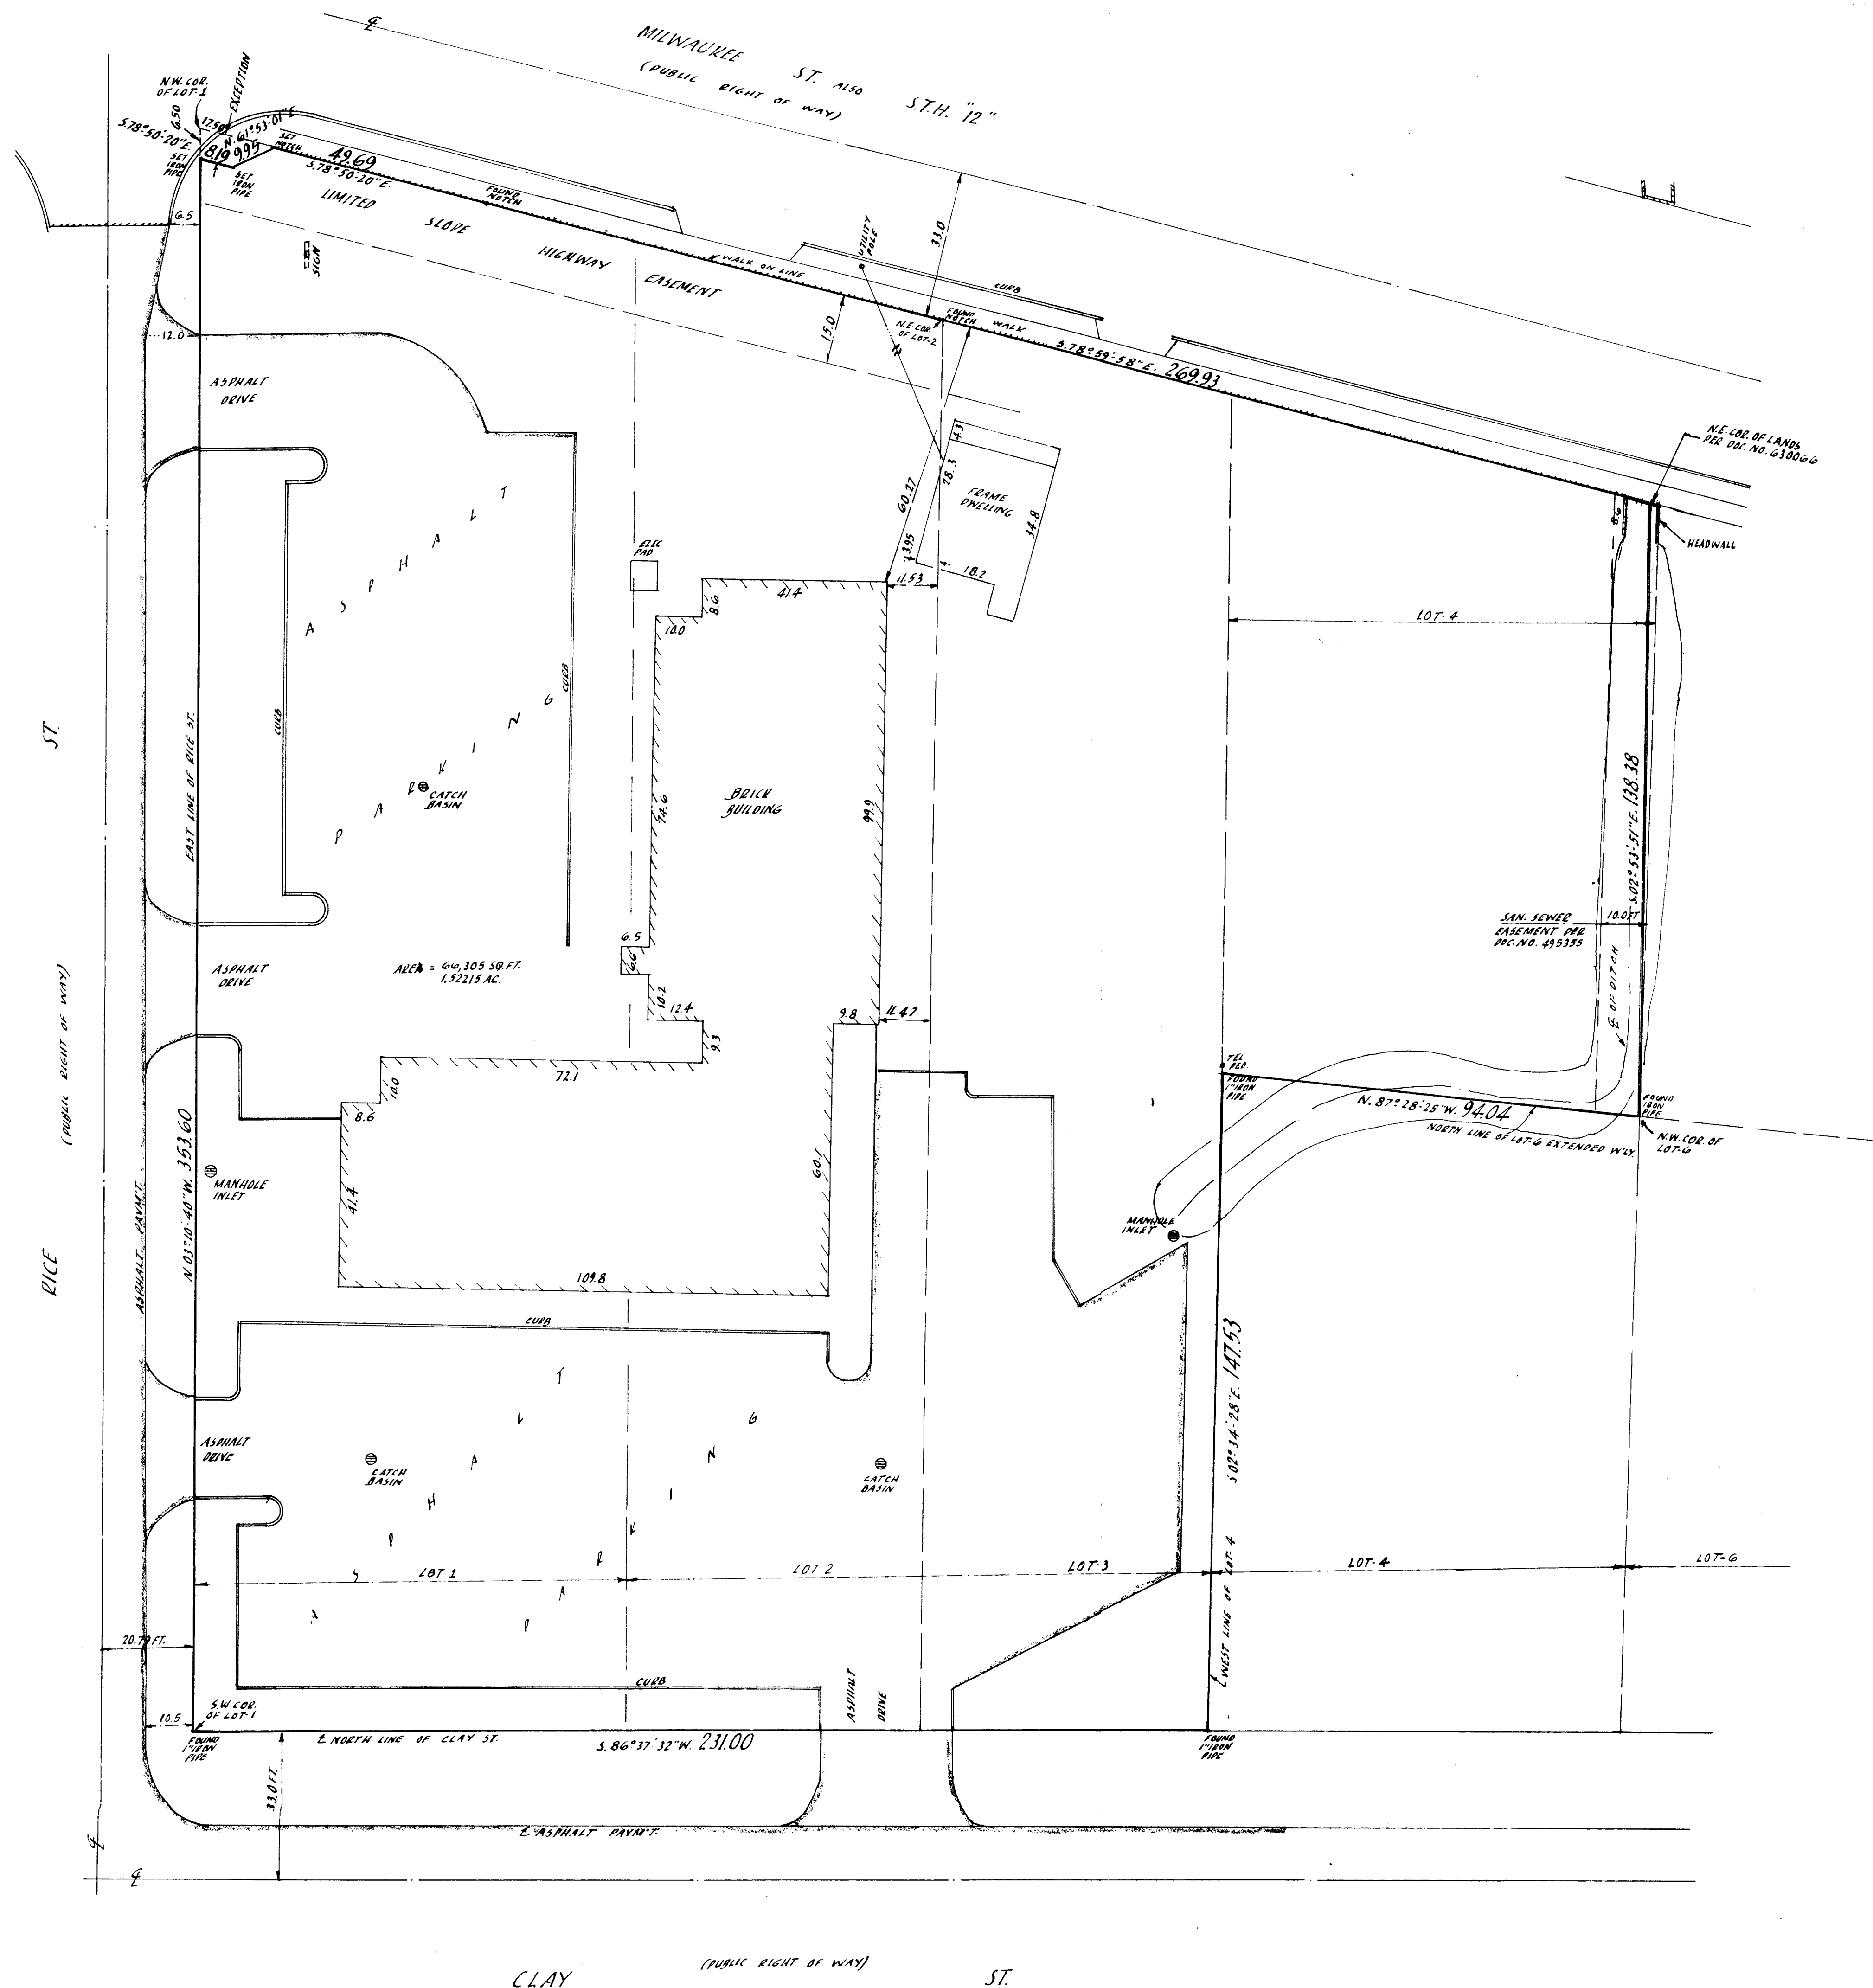 ℄
MILWAUKEE ST. ALSO S.T.H. "12"
(PUBLIC RIGHT OF WAY)
N.W. COR.
OF LOT-1
EXCEPTION
6.50
17.50
S.78°-50'-20"E.
N. 61°-53'-01"E
8.19
9.95
SET
IRON
PIPE
SET
IRON
PIPE
SET
NOTCH
49.69
S.78°-50'-20"E.
FOUND
NOTCH
LIMITED SLOPE HIGHWAY EASEMENT
6.5
SIGN
WALK ON LINE
UTILITY
POLE
33.0
CURB
15.0
N.E. COR.
OF LOT-2
FOUND
NOTCH
WALK
S.78°-59'-58"E. 269.93
12.0
ASPHALT
DRIVE
N.E. COR. OF LANDS
PER DOC. NO. 630066
8.6
HEADWALL
4.3
28.3
FRAME
DWELLING
34.8
60.27
13.95
18.2
11.53
ELEC.
PAD
41.4
8.6
10.0
LOT-4
ASPHALT
PARKING
CURB
CURB
EAST LINE OF RICE ST.
CATCH
BASIN
74.6
BRICK
BUILDING
99.9
S.02°-53'-51"E. 138.38
SAN. SEWER
EASEMENT PER
DOC. NO. 495355
10.0 FT
℄ OF DITCH
RICE ST.
(PUBLIC RIGHT OF WAY)
ASPHALT
DRIVE
AREA = 66,305 SQ. FT.
1.52215 AC.
6.5
6.6
10.2
12.4
9.3
9.8
11.47
72.1
10.0
8.6
TEL
PED.
FOUND
1" IRON
PIPE
N. 87°-28'-25"W. 94.04
NORTH LINE OF LOT-6 EXTENDED W'LY.
FOUND
IRON
PIPE
N.W. COR. OF
LOT-6
N.03°-10'-40"W. 353.60
ASPHALT PAVM'T.
MANHOLE
INLET
41.4
60.7
109.8
MANHOLE
INLET
CURB
S.02°-34'-28"E. 147.53
WEST LINE OF LOT-4
ASPHALT
DRIVE
CATCH
BASIN
CATCH
BASIN
ASPHALT
PARKING
LOT 1
LOT 2
LOT-3
LOT-4
LOT-6
20.79 FT.
CURB
ASPHALT
DRIVE
S.W. COR.
OF LOT-1
10.5
FOUND
1" IRON
PIPE
NORTH LINE OF CLAY ST.
S. 86°37'32"W. 231.00
FOUND
1" IRON
PIPE
33.0 FT.
ASPHALT PAVM'T.
℄
℄
CLAY ST.
(PUBLIC RIGHT OF WAY)